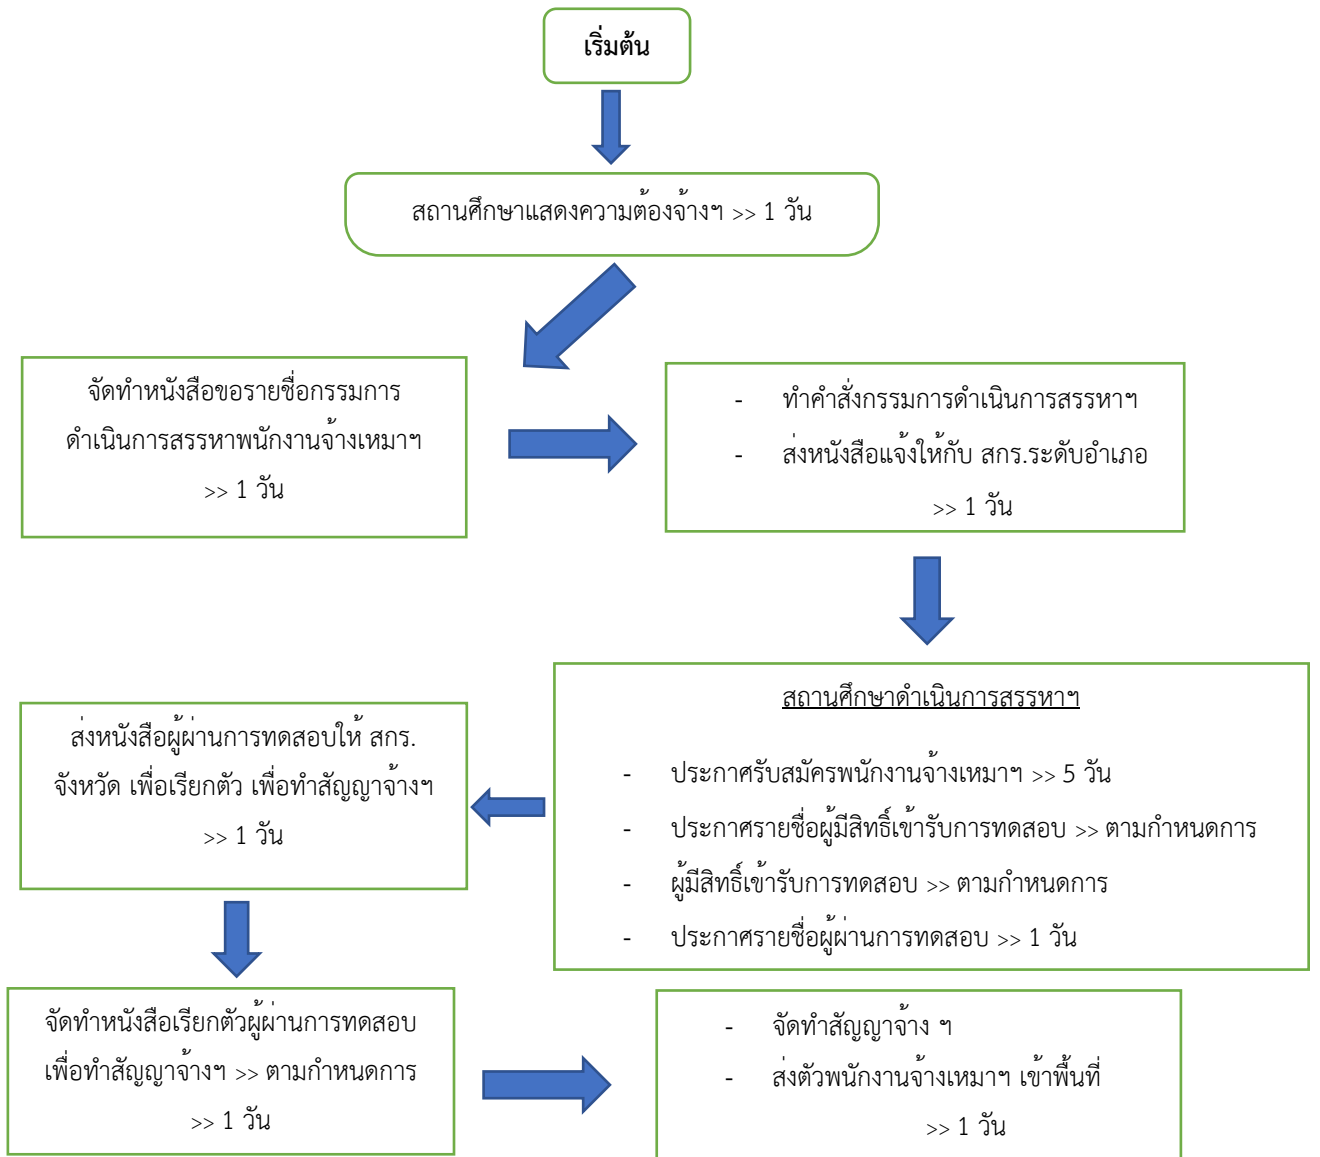 เริ่มต้น
สถานศึกษาแสดงความต้องจ้างฯ >> 1 วัน
จัดทำหนังสือขอรายชื่อกรรมการ
ดำเนินการสรรหาพนักงานจ้างเหมาฯ
>> 1 วัน
- ทำคำสั่งกรรมการดำเนินการสรรหาฯ
- ส่งหนังสือแจ้งให้กับ สกร.ระดับอำเภอ
>> 1 วัน
สถานศึกษาดำเนินการสรรหาฯ
- ประกาศรับสมัครพนักงานจ้างเหมาฯ >> 5 วัน
- ประกาศรายชื่อผู้มีสิทธิ์เข้ารับการทดสอบ >> ตามกำหนดการ
- ผู้มีสิทธิ์เข้ารับการทดสอบ >> ตามกำหนดการ
- ประกาศรายชื่อผู้ผ่านการทดสอบ >> 1 วัน
ส่งหนังสือผู้ผ่านการทดสอบให้ สกร.
จังหวัด เพื่อเรียกตัว เพื่อทำสัญญาจ้างฯ
>> 1 วัน
จัดทำหนังสือเรียกตัวผู้ผ่านการทดสอบ
เพื่อทำสัญญาจ้างฯ >> ตามกำหนดการ
>> 1 วัน
- จัดทำสัญญาจ้าง ฯ
- ส่งตัวพนักงานจ้างเหมาฯ เข้าพื้นที่
>> 1 วัน